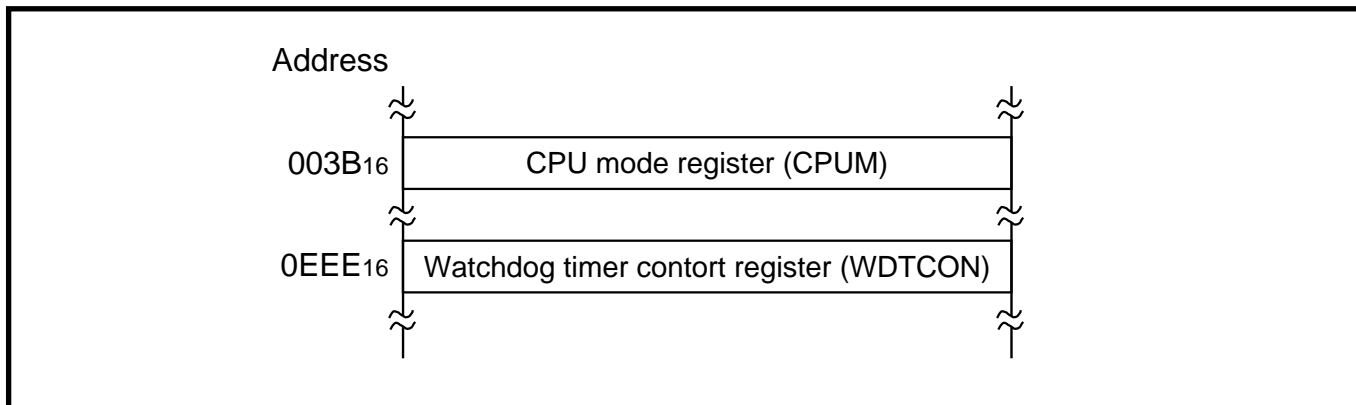 Address
003B16 CPU mode register (CPUM)
0EEE16 Watchdog timer contort register (WDTCON)